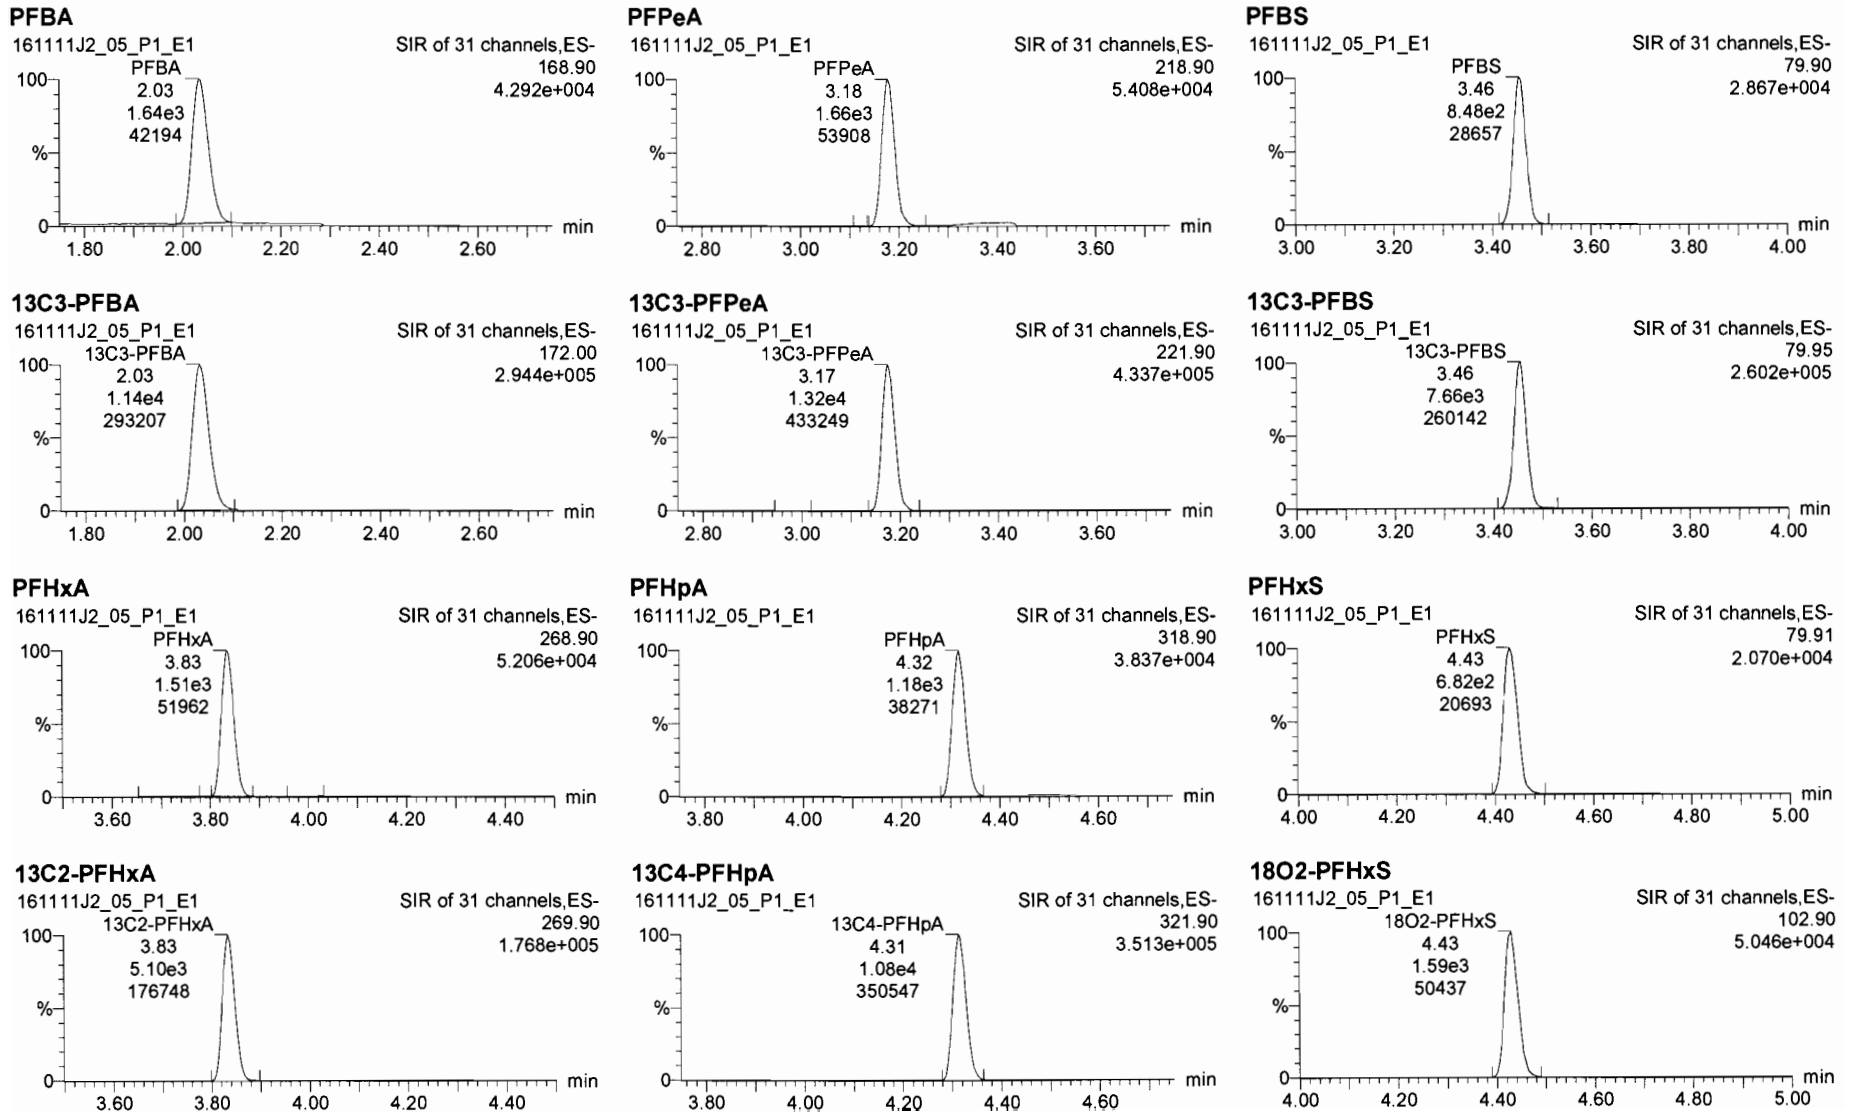 PFBA
161111J2_05_P1_E1
SIR of 31 channels,ES-
168.90
4.292e+004
PFBA
2.03
1.64e3
42194
100
%
0
min
1.80 2.00 2.20 2.40 2.60
PFPeA
161111J2_05_P1_E1
SIR of 31 channels,ES-
218.90
5.408e+004
PFPeA
3.18
1.66e3
53908
100
%
0
min
2.80 3.00 3.20 3.40 3.60
PFBS
161111J2_05_P1_E1
SIR of 31 channels,ES-
79.90
2.867e+004
PFBS
3.46
8.48e2
28657
100
%
0
min
3.00 3.20 3.40 3.60 3.80 4.00
13C3-PFBA
161111J2_05_P1_E1
SIR of 31 channels,ES-
172.00
2.944e+005
13C3-PFBA
2.03
1.14e4
293207
100
%
0
min
1.80 2.00 2.20 2.40 2.60
13C3-PFPeA
161111J2_05_P1_E1
SIR of 31 channels,ES-
221.90
4.337e+005
13C3-PFPeA
3.17
1.32e4
433249
100
%
0
min
2.80 3.00 3.20 3.40 3.60
13C3-PFBS
161111J2_05_P1_E1
SIR of 31 channels,ES-
79.95
2.602e+005
13C3-PFBS
3.46
7.66e3
260142
100
%
0
min
3.00 3.20 3.40 3.60 3.80 4.00
PFHxA
161111J2_05_P1_E1
SIR of 31 channels,ES-
268.90
5.206e+004
PFHxA
3.83
1.51e3
51962
100
%
0
min
3.60 3.80 4.00 4.20 4.40
PFHpA
161111J2_05_P1_E1
SIR of 31 channels,ES-
318.90
3.837e+004
PFHpA
4.32
1.18e3
38271
100
%
0
min
3.80 4.00 4.20 4.40 4.60
PFHxS
161111J2_05_P1_E1
SIR of 31 channels,ES-
79.91
2.070e+004
PFHxS
4.43
6.82e2
20693
100
%
0
min
4.00 4.20 4.40 4.60 4.80 5.00
13C2-PFHxA
161111J2_05_P1_E1
SIR of 31 channels,ES-
269.90
1.768e+005
13C2-PFHxA
3.83
5.10e3
176748
100
%
0
min
3.60 3.80 4.00 4.20 4.40
13C4-PFHpA
161111J2_05_P1_E1
SIR of 31 channels,ES-
321.90
3.513e+005
13C4-PFHpA
4.31
1.08e4
350547
100
%
0
min
3.80 4.00 4.20 4.40 4.60
18O2-PFHxS
161111J2_05_P1_E1
SIR of 31 channels,ES-
102.90
5.046e+004
18O2-PFHxS
4.43
1.59e3
50437
100
%
0
min
4.00 4.20 4.40 4.60 4.80 5.00